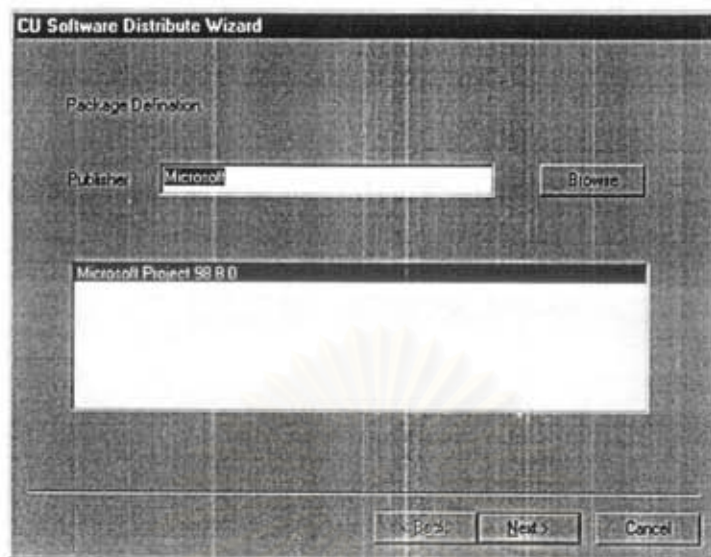 CU Software Distribute Wizard
Package Defination
Publisher Microsoft Browse
Microsoft Project 98 8.0
< Back Next > Cancel